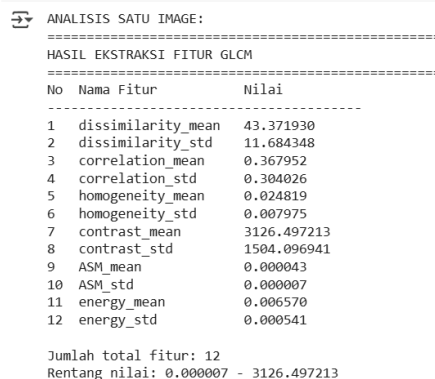 ANALISIS SATU IMAGE:
==================================================
HASIL EKSTRAKSI FITUR GLCM
==================================================
No  Nama Fitur          Nilai
----------------------------------------
1   dissimilarity_mean  43.371930
2   dissimilarity_std   11.684348
3   correlation_mean    0.367952
4   correlation_std     0.304026
5   homogeneity_mean    0.024819
6   homogeneity_std     0.007975
7   contrast_mean       3126.497213
8   contrast_std        1504.096941
9   ASM_mean            0.000043
10  ASM_std             0.000007
11  energy_mean         0.006570
12  energy_std          0.000541
Jumlah total fitur: 12
Rentang nilai: 0.000007 - 3126.497213